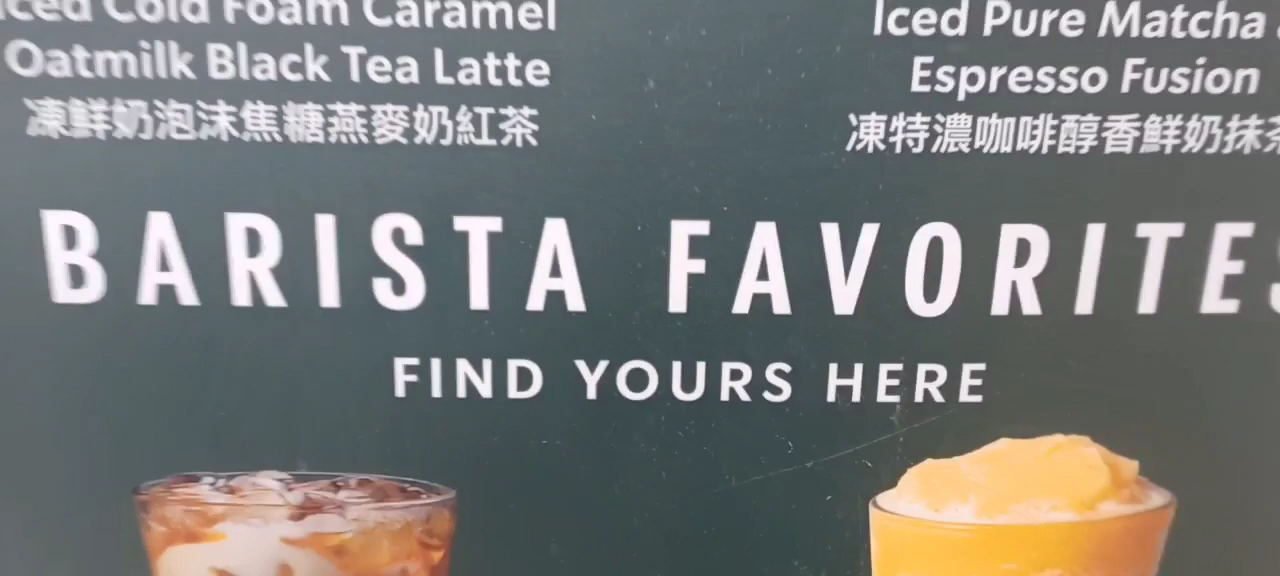 Iced Cold Foam Caramel
Oatmilk Black Tea Latte
凍鮮奶泡沫焦糖燕麥奶紅茶
Iced Pure Matcha
Espresso Fusion
凍特濃咖啡醇香鮮奶抹茶
BARISTA FAVORITES
FIND YOURS HERE